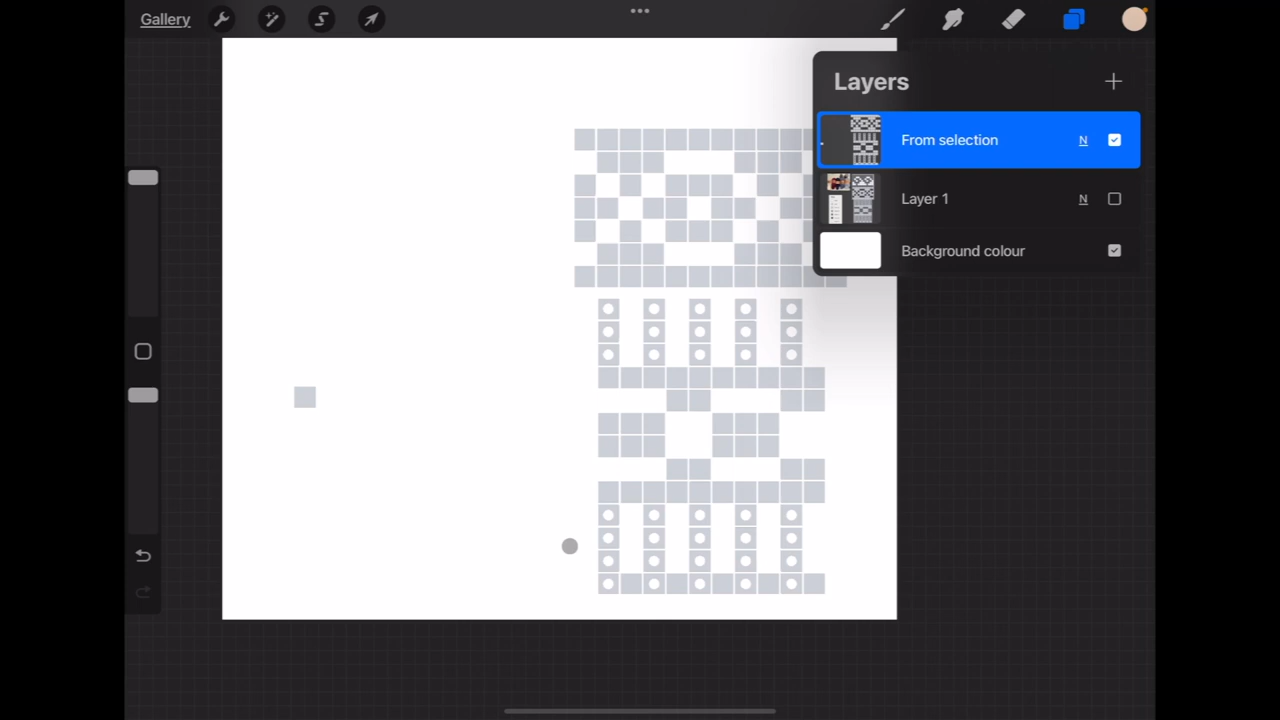 Gallery
Layers
From selection N
Layer 1 N
Background colour